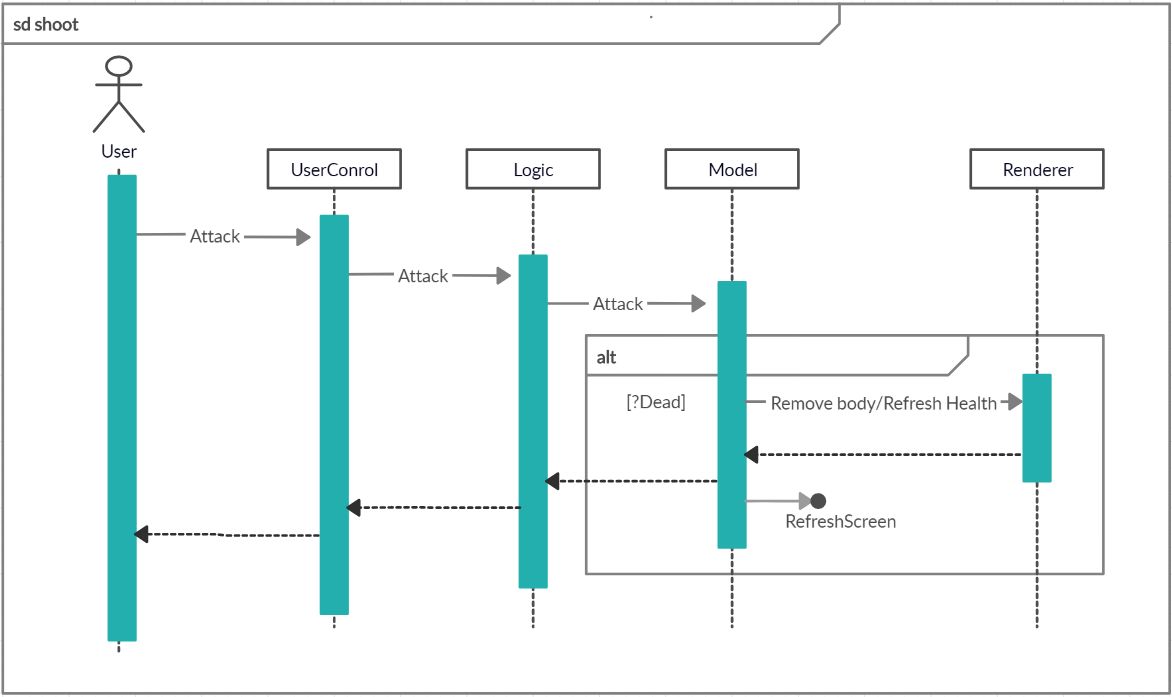 sd shoot
User
UserConrol
Logic
Model
Renderer
Attack
Attack
Attack
alt
[?Dead]
Remove body/Refresh Health
RefreshScreen